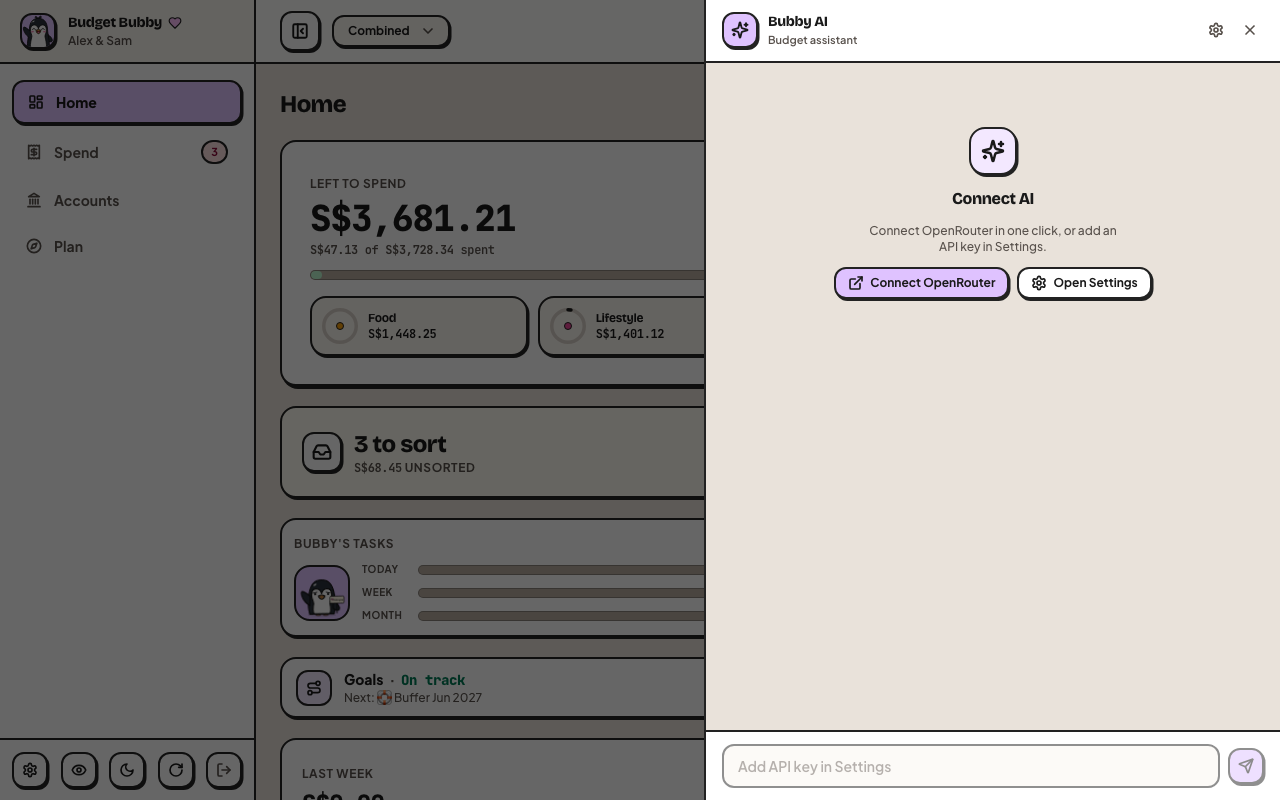 Budget Bubby
Alex & Sam
Home
Spend
3
Accounts
Plan
Combined
Home
LEFT TO SPEND
S$3,681.21
S$47.13 of S$3,728.34 spent
Food
S$1,448.25
Lifestyle
S$1,401.12
3 to sort
S$68.45 UNSORTED
BUBBY'S TASKS
TODAY
WEEK
MONTH
Goals · On track
Next: Buffer Jun 2027
LAST WEEK
Bubby AI
Budget assistant
Connect AI
Connect OpenRouter in one click, or add an
API key in Settings.
Connect OpenRouter
Open Settings
Add API key in Settings